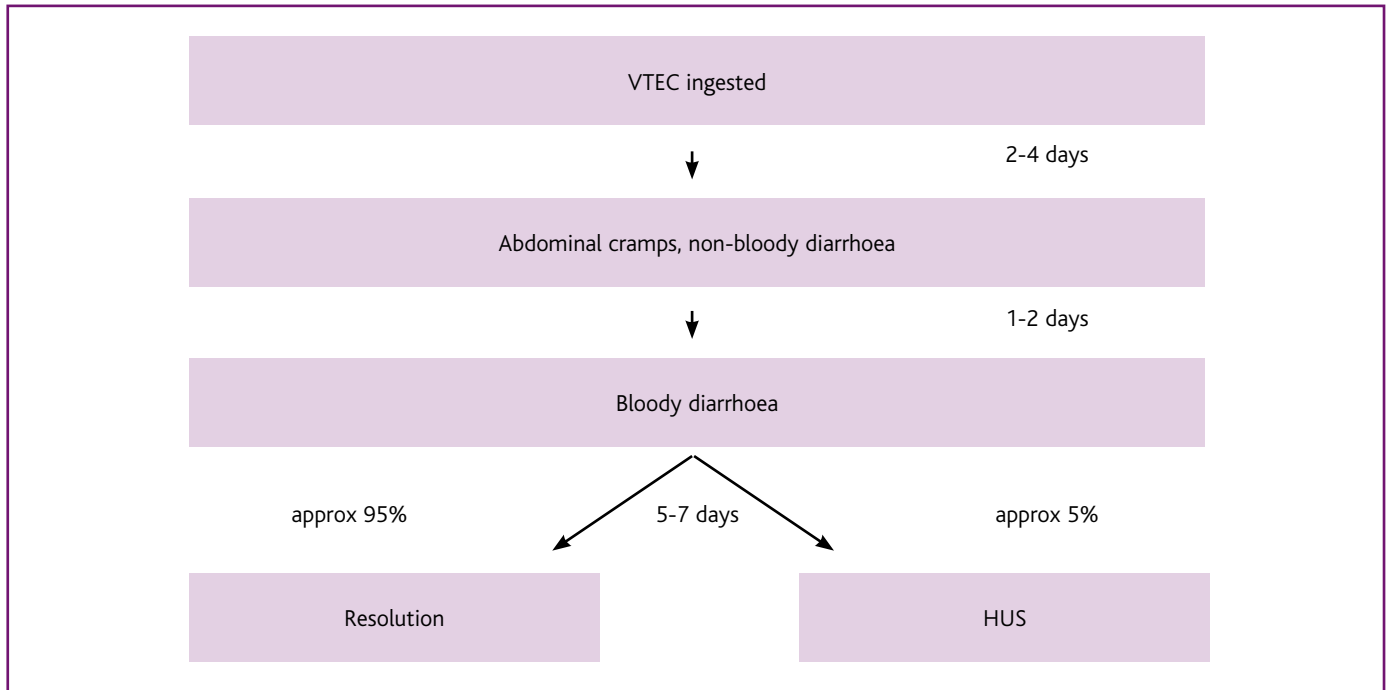 VTEC ingested
2-4 days
Abdominal cramps, non-bloody diarrhoea
1-2 days
Bloody diarrhoea
approx 95%
5-7 days
approx 5%
Resolution
HUS